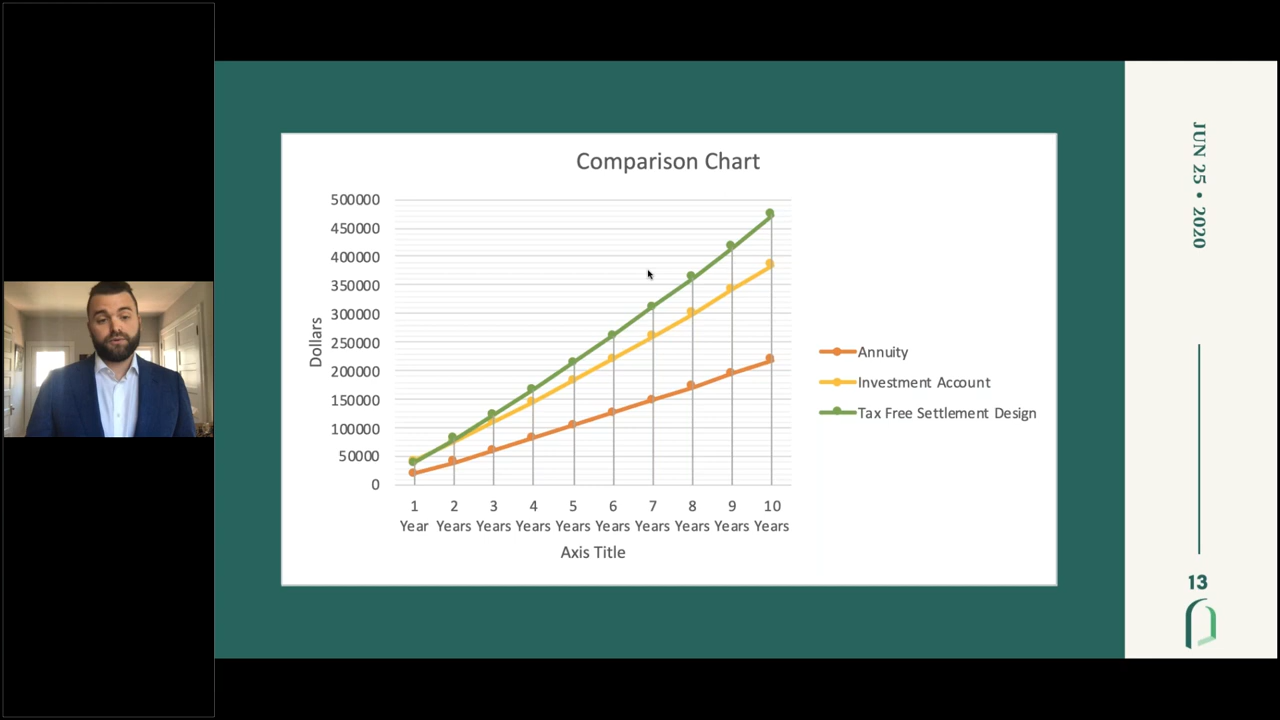 Comparison Chart
500000
450000
400000
350000
300000
250000
200000
150000
100000
50000
0
Dollars
1 Year
2 Years
3 Years
4 Years
5 Years
6 Years
7 Years
8 Years
9 Years
10 Years
Axis Title
Annuity
Investment Account
Tax Free Settlement Design
JUN 25 • 2020
13